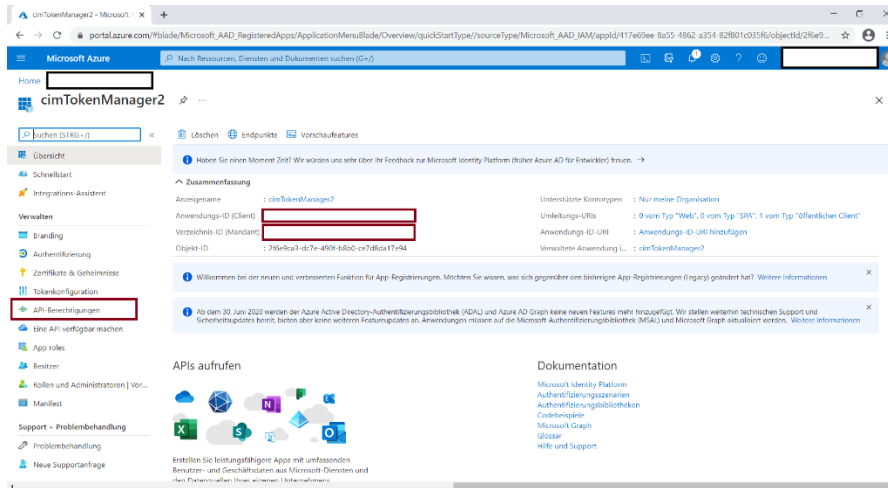 cimTokenManager2 - Microsoft
portal.azure.com/#blade/Microsoft_AAD_RegisteredApps/ApplicationMenuBlade/Overview/quickStartType//sourceType/Microsoft_AAD_IAM/appId/417e69ee-8a55-4862-a354-82f801c035f6/objectId/2f6e9...
Microsoft Azure
Nach Ressourcen, Diensten und Dokumenten suchen (G+/)
1
Home
cimTokenManager2
Suchen (STRG+/)
Löschen
Endpunkte
Vorschaufeatures
Übersicht
Schnellstart
Integrations-Assistent
Verwalten
Branding
Authentifizierung
Zertifikate & Geheimnisse
Tokenkonfiguration
API-Berechtigungen
Eine API verfügbar machen
App roles
Besitzer
Rollen und Administratoren | Vor...
Manifest
Support + Problembehandlung
Problembehandlung
Neue Supportanfrage
Haben Sie einen Moment Zeit? Wir würden uns sehr über Ihr Feedback zur Microsoft Identity Platform (früher Azure AD für Entwickler) freuen. →
Zusammenfassung
Anzeigename : cimTokenManager2
Anwendungs-ID (Client)
Verzeichnis-ID (Mandant)
Objekt-ID : 2f6e9ca3-dc7e-490f-b8b0-ce7d8da17e94
Unterstützte Kontotypen : Nur meine Organisation
Umleitungs-URIs : 0 vom Typ "Web", 0 vom Typ "SPA", 1 vom Typ "öffentlicher Client"
Anwendungs-ID-URI : Anwendungs-ID-URI hinzufügen
Verwaltete Anwendung i... : cimTokenManager2
Willkommen bei der neuen und verbesserten Funktion für App-Registrierungen. Möchten Sie wissen, was sich gegenüber den bisherigen App-Registrierungen (Legacy) geändert hat? Weitere Informationen
Ab dem 30. Juni 2020 werden der Azure Active Directory-Authentifizierungsbibliothek (ADAL) und Azure AD Graph keine neuen Features mehr hinzugefügt. Wir stellen weiterhin technischen Support und
Sicherheitsupdates bereit, bieten aber keine weiteren Featureupdates an. Anwendungen müssen auf die Microsoft-Authentifizierungsbibliothek (MSAL) und Microsoft Graph aktualisiert werden. Weitere Informationen
APIs aufrufen
Erstellen Sie leistungsfähigere Apps mit umfassenden
Benutzer- und Geschäftsdaten aus Microsoft-Diensten und
den Datenquellen Ihres eigenen Unternehmens
Dokumentation
Microsoft Identity Platform
Authentifizierungsszenarien
Authentifizierungsbibliotheken
Codebeispiele
Microsoft Graph
Glossar
Hilfe und Support